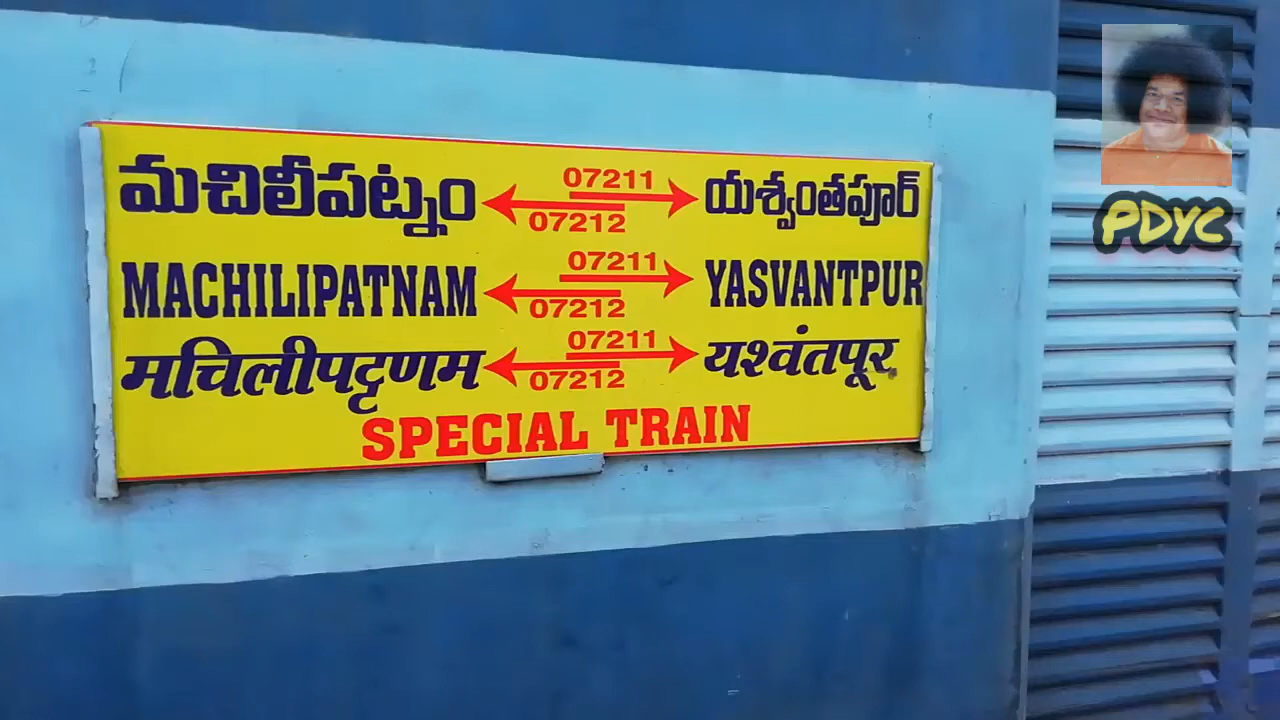 మచిలీపట్నం 07211 యశ్వంతపూర్
07212
MACHILIPATNAM 07211 YASVANTPUR
07212
मचिलीपट्टणम 07211 यश्वंतपूर
07212
SPECIAL TRAIN
PDYC